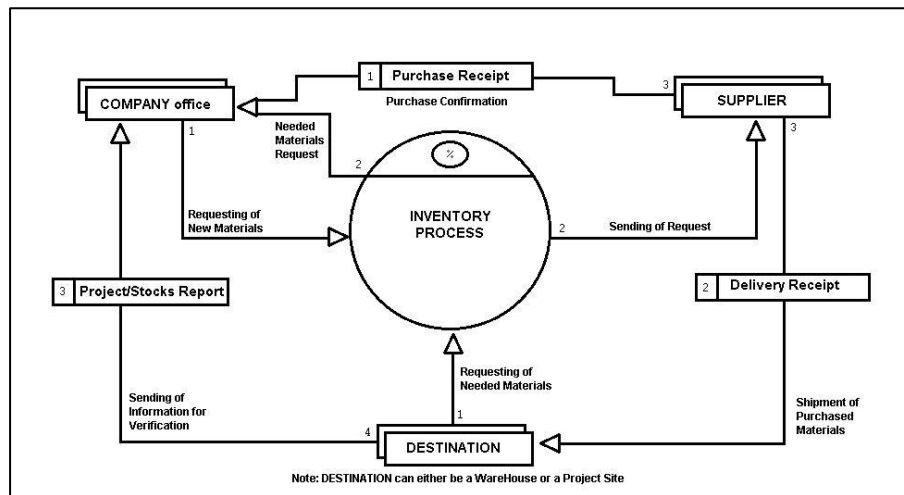 1 Purchase Receipt
Purchase Confirmation
COMPANY office
1
3
SUPPLIER
3
Needed
Materials
Request
2
%
INVENTORY
PROCESS
Requesting of
New Materials
2
Sending of Request
3 Project/Stocks Report
2 Delivery Receipt
Requesting of
Needed Materials
1
Sending of
Information for
Verification
4
DESTINATION
Shipment of
Purchased
Materials
Note: DESTINATION can either be a WareHouse or a Project Site